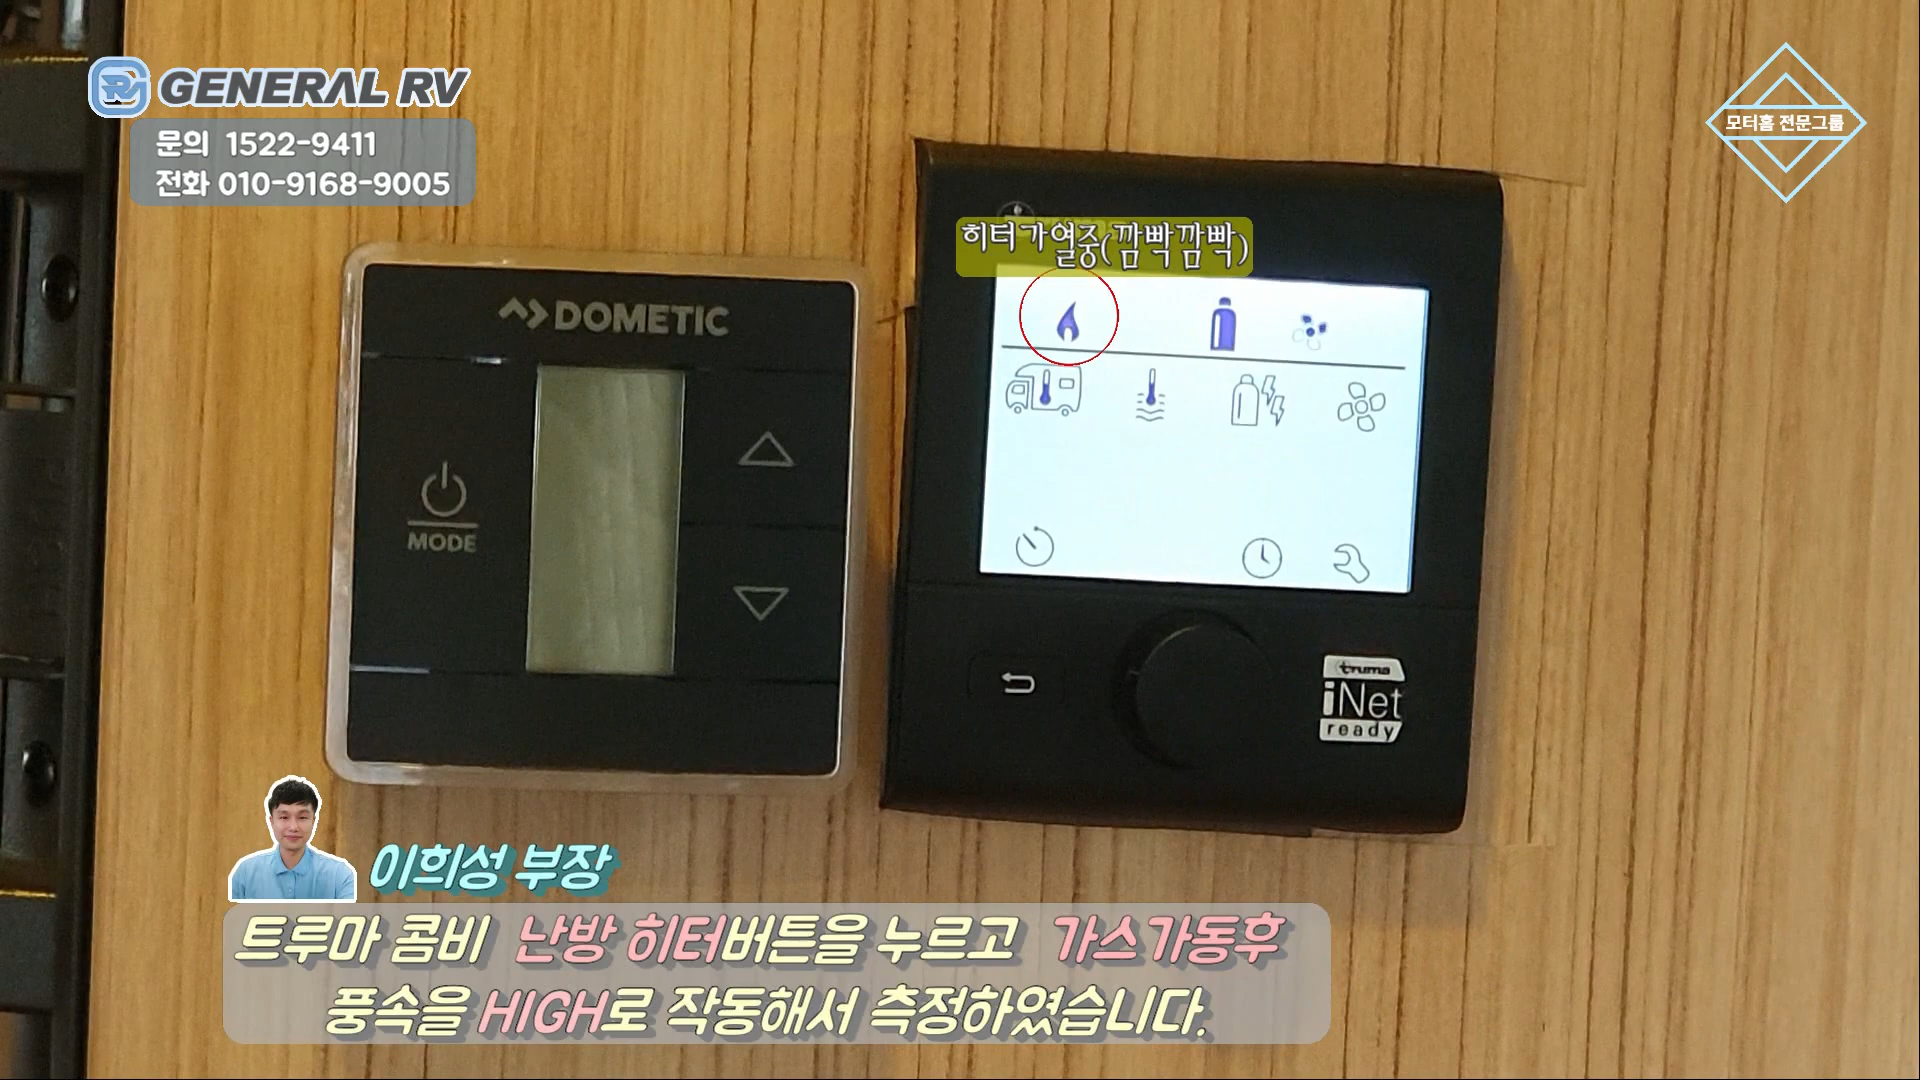 GENERAL RV
문의 1522-9411
전화 010-9168-9005
모터홈 전문그룹
히터가열중(깜빡깜빡)
DOMETIC
MODE
truma
iNet
ready
이희성 부장
트루마 콤비 난방 히터버튼을 누르고 가스가동후
풍속을 HIGH로 작동해서 측정하였습니다.